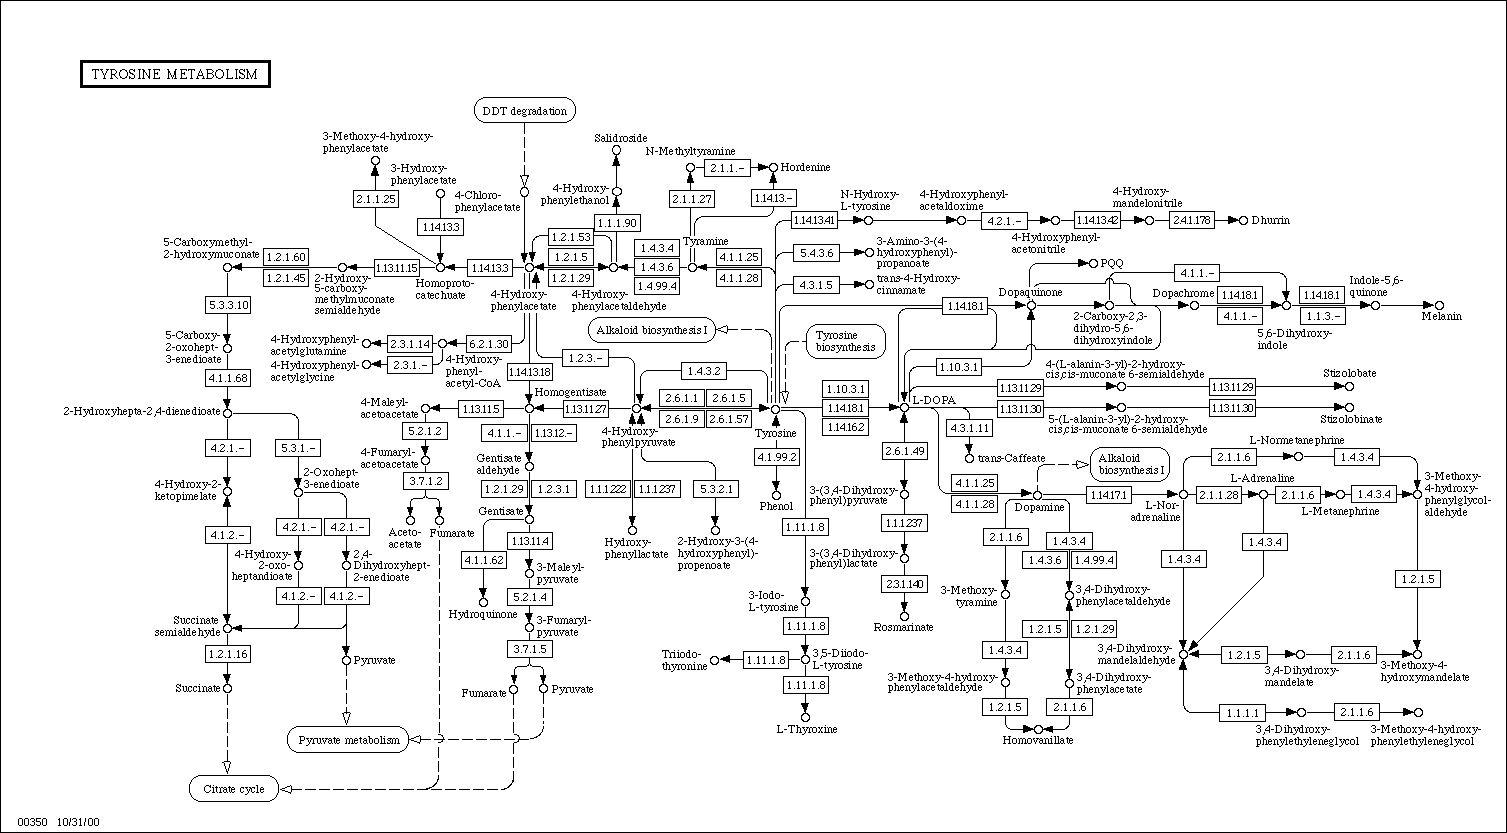 TYROSINE METABOLISM
DDT degradation
3-Methoxy-4-hydroxy-
phenylacetate
Salidroside
N-Methyltyramine
2.1.1.-
Hordenine
3-Hydroxy-
phenylacetate
2.1.1.25
4-Chloro-
phenylacetate
4-Hydroxy-
phenylethanol
2.1.1.27
1.14.13.-
N-Hydroxy-
L-tyrosine
4-Hydroxyphenyl-
acetaldoxime
4-Hydroxy-
mandelonitrile
1.14.13.3
1.1.1.90
1.14.13.41
4.2.1.-
1.14.13.42
2.4.1.178
Dhurrin
4-Hydroxyphenyl-
acetonitrile
5-Carboxymethyl-
2-hydroxymuconate
1.2.1.60
1.2.1.45
1.13.11.15
1.14.13.3
1.2.1.53
1.2.1.5
1.2.1.29
1.4.3.4
1.4.3.6
1.4.99.4
Tyramine
4.1.1.25
4.1.1.28
5.4.3.6
3-Amino-3-(4-
hydroxyphenyl)-
propanoate
4.3.1.5
trans-4-Hydroxy-
cinnamate
2-Hydroxy-
5-carboxy-
methylmuconate
semialdehyde
Homoproto-
catechuate
4-Hydroxy-
phenylacetate
4-Hydroxy-
phenylacetaldehyde
PQQ
4.1.1.-
Dopaquinone
Dopachrome
1.14.18.1
1.14.18.1
4.1.1.-
1.14.18.1
1.1.3.-
Indole-5,6-
quinone
Melanin
2-Carboxy-2,3-
dihydro-5,6-
dihydroxyindole
5,6-Dihydroxy-
indole
5.3.3.10
Alkaloid biosynthesis I
Tyrosine
biosynthesis
5-Carboxy-
2-oxohept-
3-enedioate
4-Hydroxyphenyl-
acetylglutamine
2.3.1.14
6.2.1.30
4-Hydroxyphenyl-
acetylglycine
2.3.1.-
4-Hydroxy-
phenyl-
acetyl-CoA
1.14.13.18
1.2.3.-
1.4.3.2
1.10.3.1
4.1.1.68
4-(L-alanin-3-yl)-2-hydroxy-
cis,cis-muconate 6-semialdehyde
Stizolobate
1.13.11.29
1.13.11.29
2-Hydroxyhepta-2,4-dienedioate
4-Maleyl-
acetoacetate
1.13.11.5
Homogentisate
1.13.11.27
2.6.1.1
2.6.1.5
2.6.1.9
2.6.1.57
1.10.3.1
1.14.18.1
1.14.16.2
L-DOPA
1.13.11.30
1.13.11.30
5-(L-alanin-3-yl)-2-hydroxy-
cis,cis-muconate 6-semialdehyde
Stizolobinate
5.2.1.2
4.1.1.-
1.13.12.-
4-Hydroxy-
phenylpyruvate
Tyrosine
4.3.1.11
4.2.1.-
5.3.1.-
4-Fumaryl-
acetoacetate
Gentisate
aldehyde
4.1.99.2
2.6.1.49
trans-Caffeate
Alkaloid
biosynthesis I
L-Normetanephrine
2.1.1.6
1.4.3.4
2-Oxohept-
3-enedioate
3.7.1.2
1.2.1.29
1.2.3.1
1.1.1.222
1.1.1.237
5.3.2.1
4.1.1.25
4.1.1.28
L-Adrenaline
3-Methoxy-
4-hydroxy-
phenylglycol-
aldehyde
4-Hydroxy-2-
ketopimelate
Phenol
3-(3,4-Dihydroxy-
phenyl)pyruvate
Dopamine
1.14.17.1
L-Nor-
adrenaline
2.1.1.28
2.1.1.6
1.4.3.4
L-Metanephrine
Gentisate
Aceto-
acetate
Fumarate
4.1.2.-
4.2.1.-
4.2.1.-
1.13.11.4
Hydroxy-
phenyllactate
2-Hydroxy-3-(4-
hydroxyphenyl)-
propenoate
1.11.1.8
1.1.1.237
2.1.1.6
1.4.3.4
1.4.3.6
1.4.99.4
1.4.3.4
1.4.3.4
4-Hydroxy-
2-oxo-
heptandioate
2,4-
Dihydroxyhept-
2-enedioate
4.1.1.62
3-Maleyl-
pyruvate
3-(3,4-Dihydroxy-
phenyl)lactate
2.3.1.140
1.2.1.5
4.1.2.-
4.1.2.-
Hydroquinone
5.2.1.4
3-Iodo-
L-tyrosine
Rosmarinate
3-Methoxy-
tyramine
3,4-Dihydroxy-
phenylacetaldehyde
Succinate
semialdehyde
3-Fumaryl-
pyruvate
1.11.1.8
1.2.1.5
1.2.1.29
1.2.1.16
Pyruvate
3.7.1.5
Triiodo-
thyronine
1.11.1.8
3,5-Diiodo-
L-tyrosine
1.4.3.4
3,4-Dihydroxy-
mandelaldehyde
1.2.1.5
3,4-Dihydroxy-
mandelate
2.1.1.6
3-Methoxy-4-
hydroxymandelate
Succinate
Fumarate
Pyruvate
1.11.1.8
3-Methoxy-4-hydroxy-
phenylacetaldehyde
3,4-Dihydroxy-
phenylacetate
1.2.1.5
2.1.1.6
1.1.1.1
2.1.1.6
L-Thyroxine
Homovanillate
3,4-Dihydroxy-
phenylethyleneglycol
3-Methoxy-4-hydroxy-
phenylethyleneglycol
Pyruvate metabolism
Citrate cycle
00350 10/31/00